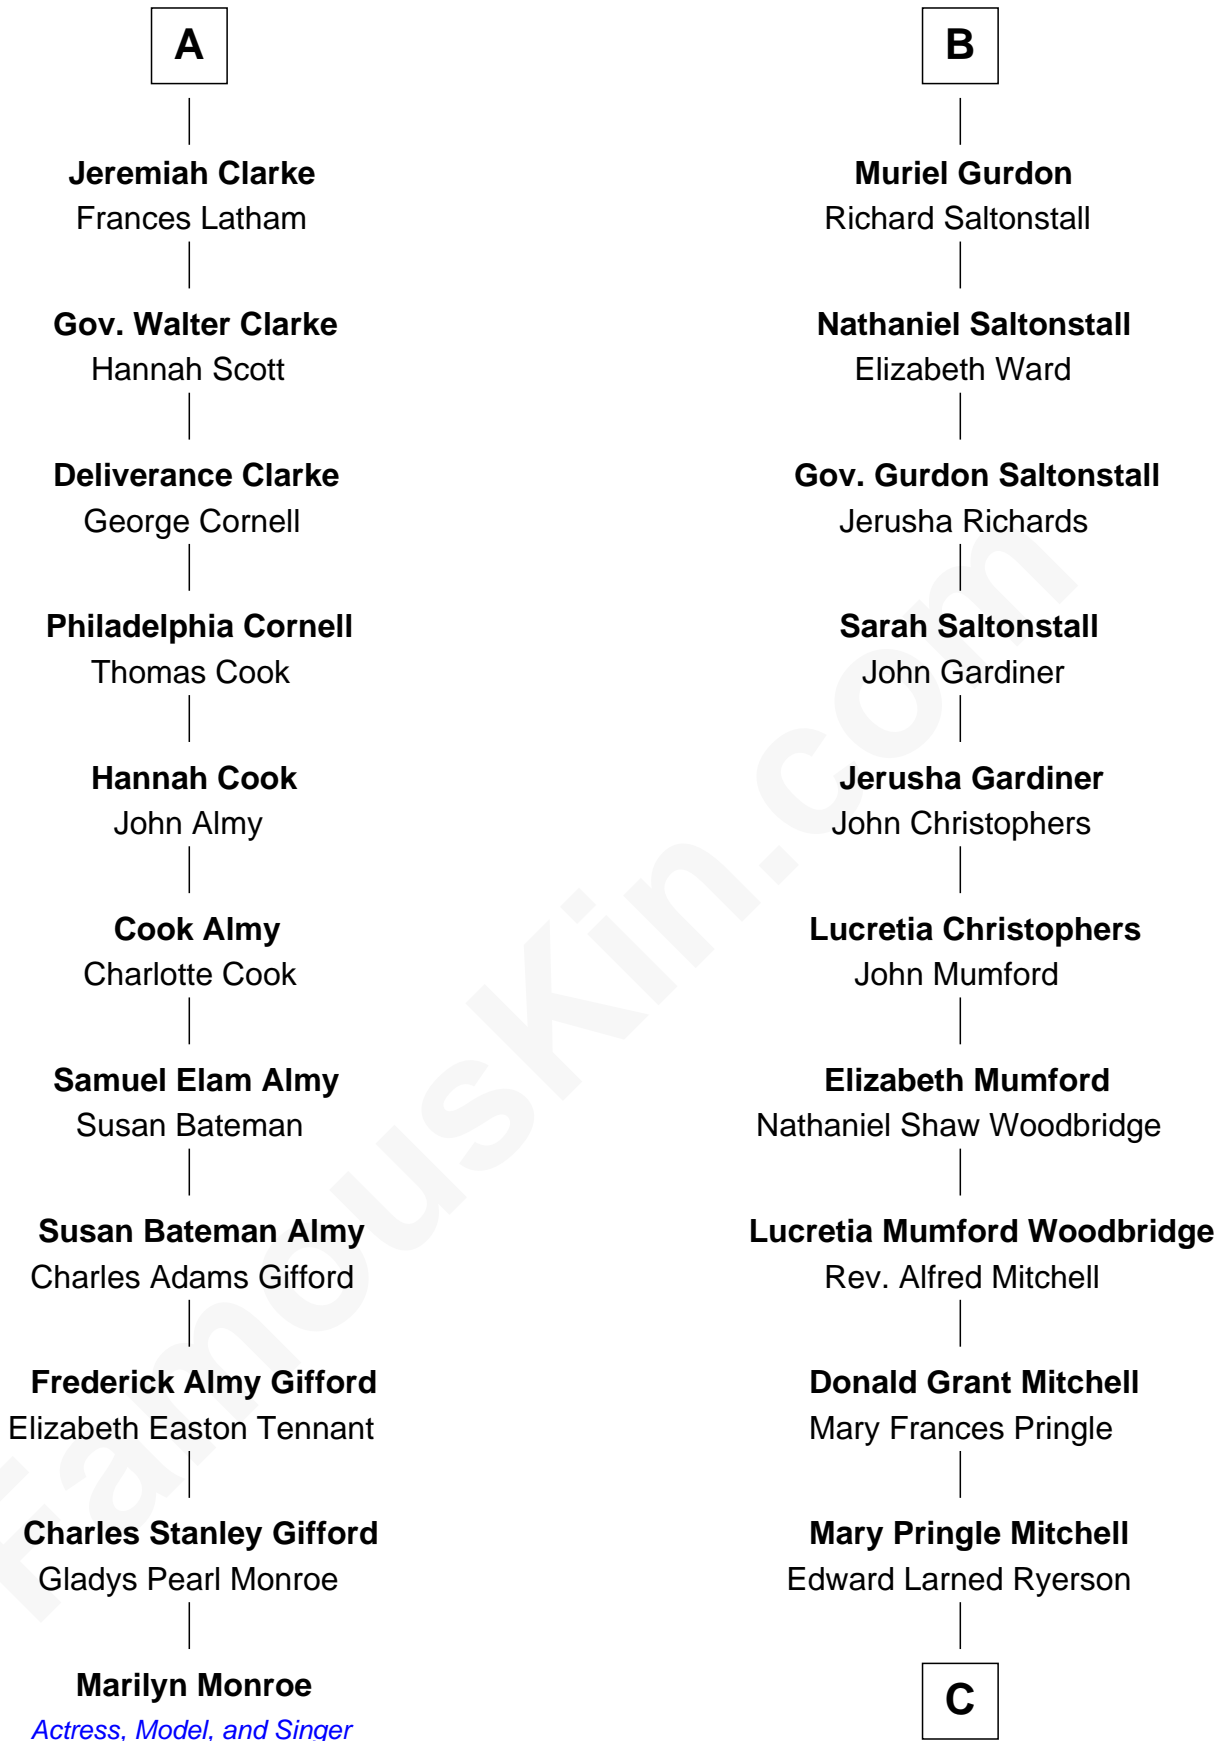 A
Jeremiah Clarke
Frances Latham
Gov. Walter Clarke
Hannah Scott
Deliverance Clarke
George Cornell
Philadelphia Cornell
Thomas Cook
Hannah Cook
John Almy
Cook Almy
Charlotte Cook
Samuel Elam Almy
Susan Bateman
Susan Bateman Almy
Charles Adams Gifford
Frederick Almy Gifford
Elizabeth Easton Tennant
Charles Stanley Gifford
Gladys Pearl Monroe
Marilyn Monroe
Actress, Model, and Singer
B
Muriel Gurdon
Richard Saltonstall
Nathaniel Saltonstall
Elizabeth Ward
Gov. Gurdon Saltonstall
Jerusha Richards
Sarah Saltonstall
John Gardiner
Jerusha Gardiner
John Christophers
Lucretia Christophers
John Mumford
Elizabeth Mumford
Nathaniel Shaw Woodbridge
Lucretia Mumford Woodbridge
Rev. Alfred Mitchell
Donald Grant Mitchell
Mary Frances Pringle
Mary Pringle Mitchell
Edward Larned Ryerson
C
FamousKin.com